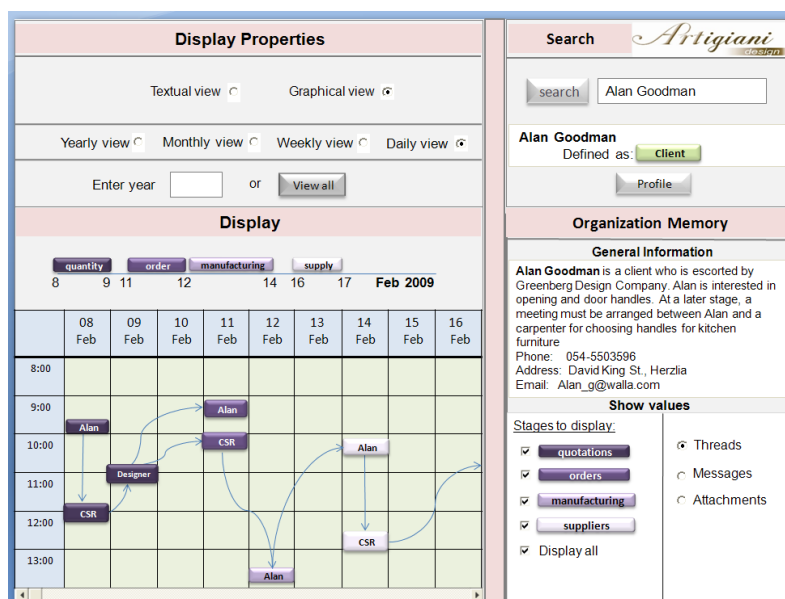 Display Properties
Textual view
Graphical view
Yearly view
Monthly view
Weekly view
Daily view
Enter year
or
View all
Display
quantity
order
manufacturing
supply
8
9
11
12
14
16
17
Feb 2009
08
Feb
09
Feb
10
Feb
11
Feb
12
Feb
13
Feb
14
Feb
15
Feb
16
Feb
8:00
9:00
10:00
11:00
12:00
13:00
Alan
CSR
Designer
Alan
CSR
Alan
Alan
CSR
Search
Artigiani
design
search
Alan Goodman
Alan Goodman
Defined as:
Client
Profile
Organization Memory
General Information
Alan Goodman is a client who is escorted by
Greenberg Design Company. Alan is interested in
opening and door handles. At a later stage, a
meeting must be arranged between Alan and a
carpenter for choosing handles for kitchen
furniture
Phone: 054-5503596
Address: David King St., Herzlia
Email: Alan_g@walla.com
Show values
Stages to display:
quotations
orders
manufacturing
suppliers
Display all
Threads
Messages
Attachments